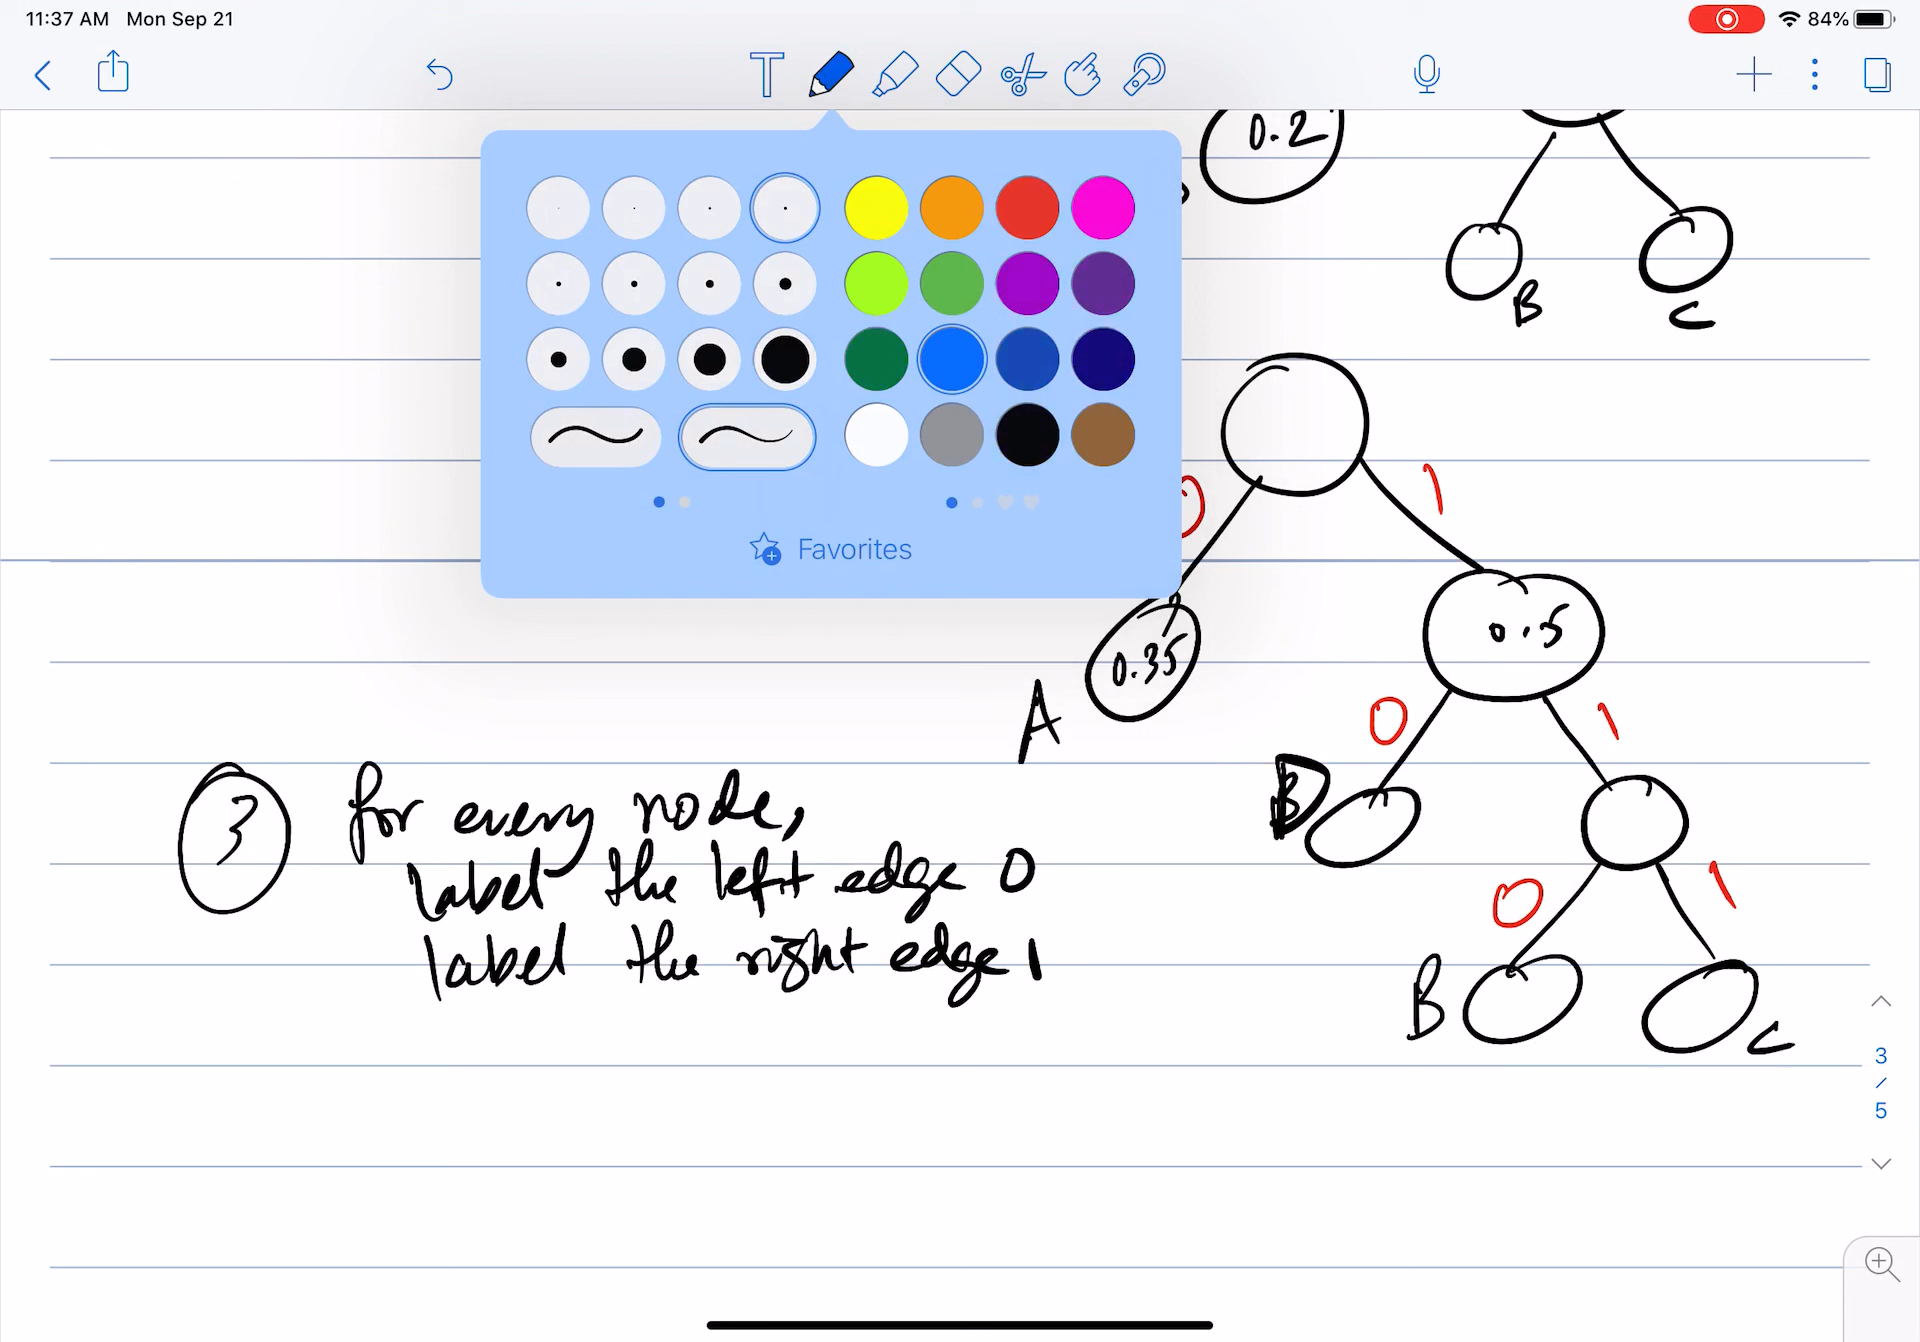 11:37 AM Mon Sep 21
84%
T
0.2
B
C
Favorites
0
1
0.5
0.35
A
0
1
D
3
for every node,
label the left edge 0
label the right edge 1
0
1
B
C
3
/
5